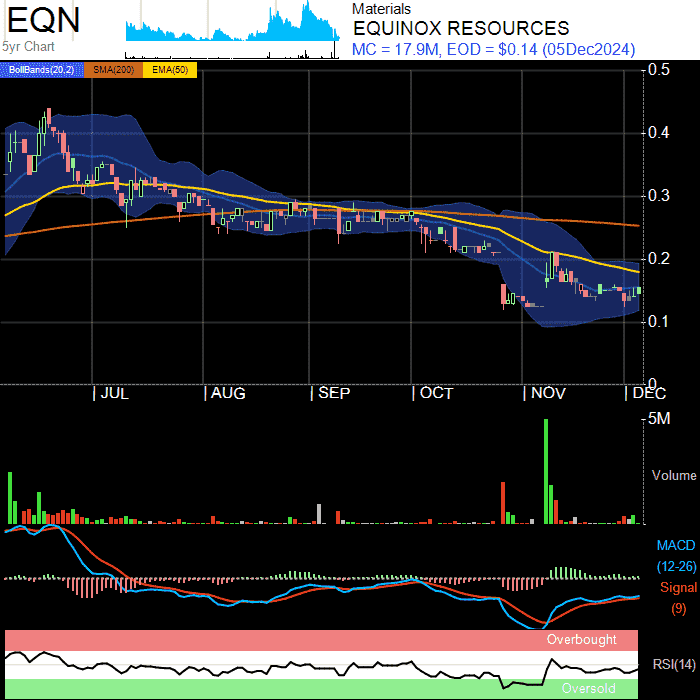 EQN
5yr Chart
Materials
EQUINOX RESOURCES
MC = 17.9M, EOD = $0.14 (05Dec2024)
BollBands(20,2) SMA(200) EMA(50)
0.5
0.4
0.3
0.2
0.1
0
JUL AUG SEP OCT NOV DEC
5M
Volume
MACD
(12-26)
Signal
(9)
Overbought
RSI(14)
Oversold